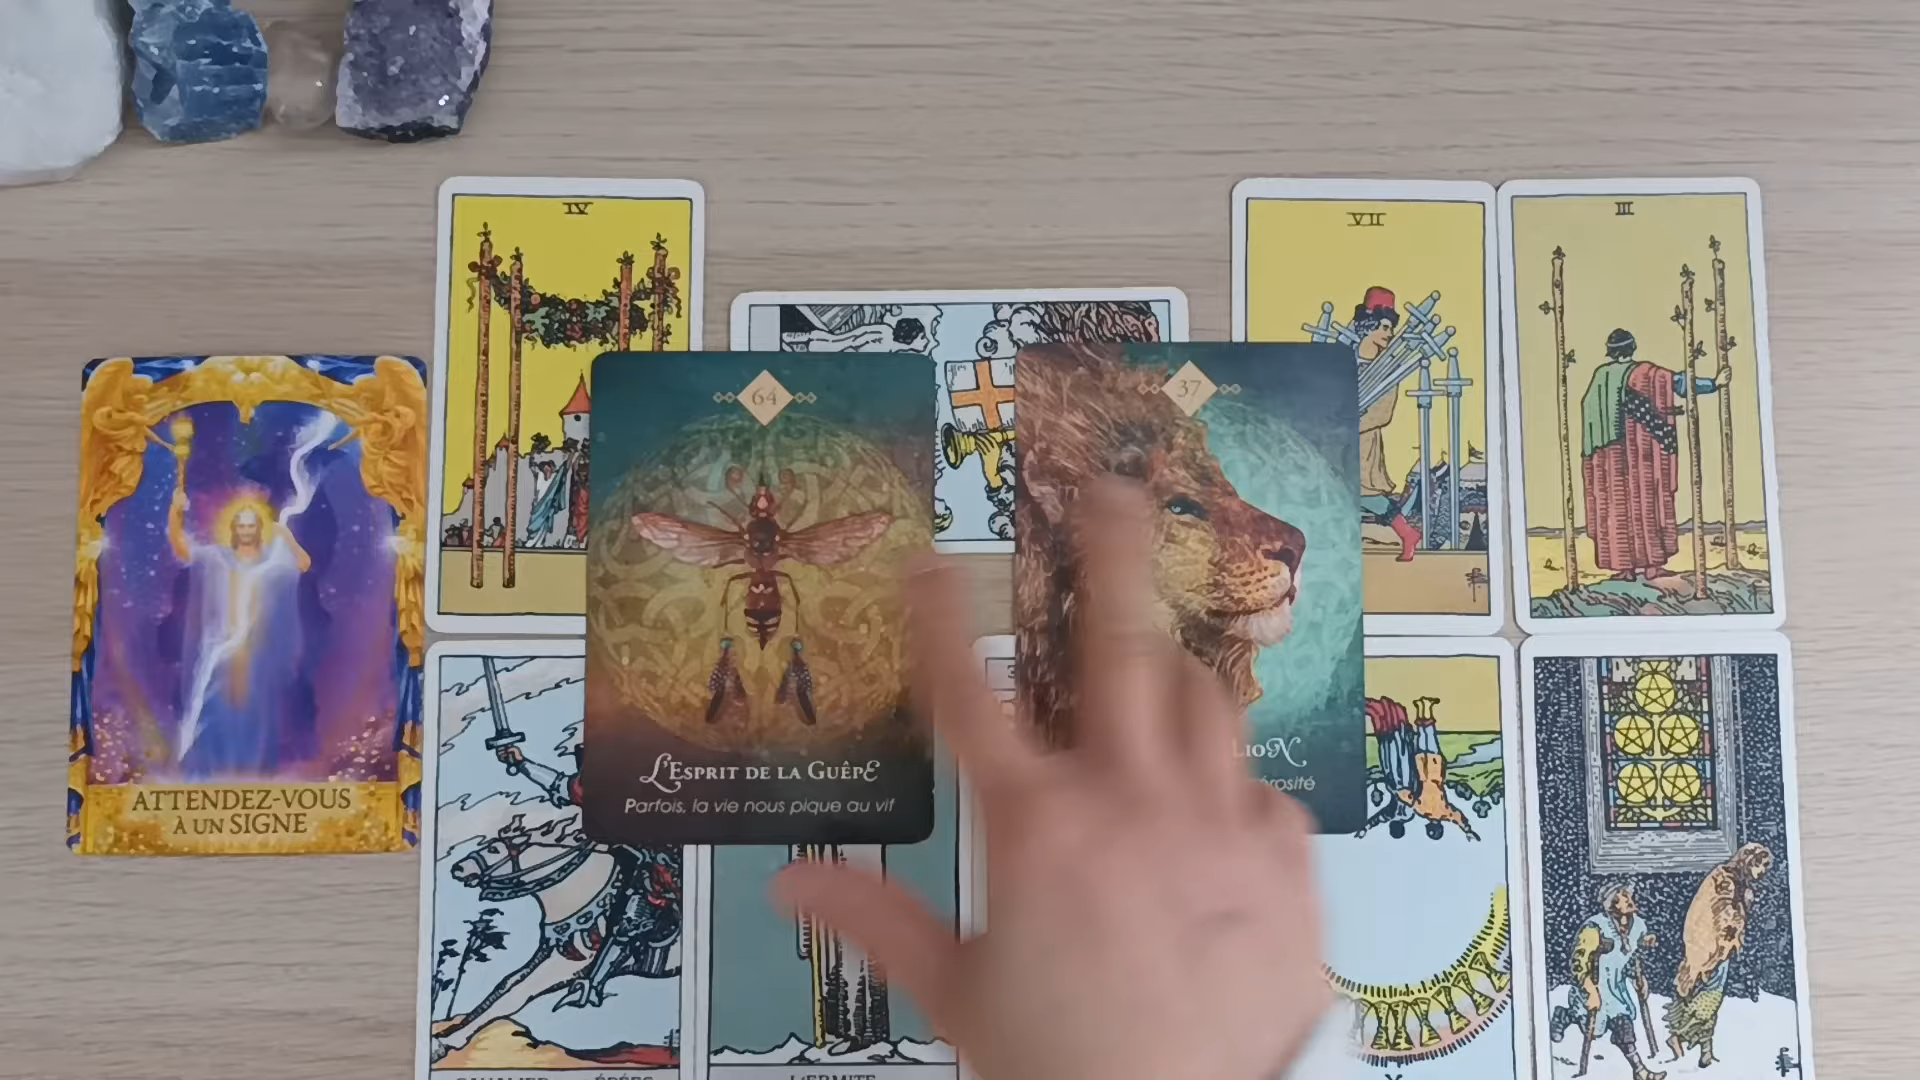 IV
VII
III
64
37
L'Esprit de la Guêpe
Parfois, la vie nous pique au vif
Lion
ATTENDEZ-VOUS
À UN SIGNE
L'ERMITE
X